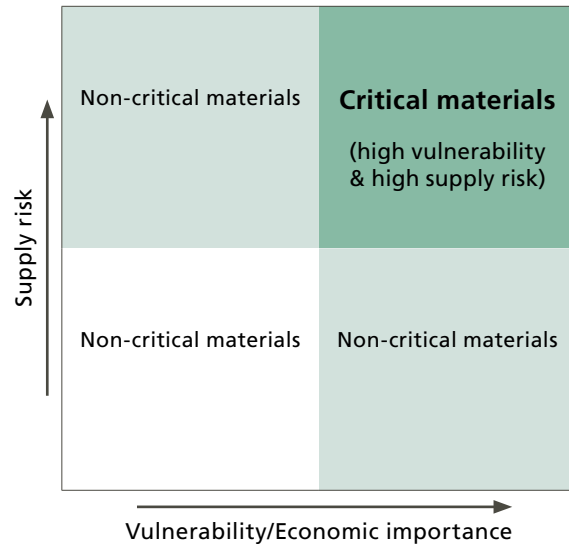 Non-critical materials
Critical materials
(high vulnerability
& high supply risk)
Supply risk
Non-critical materials
Non-critical materials
Vulnerability/Economic importance